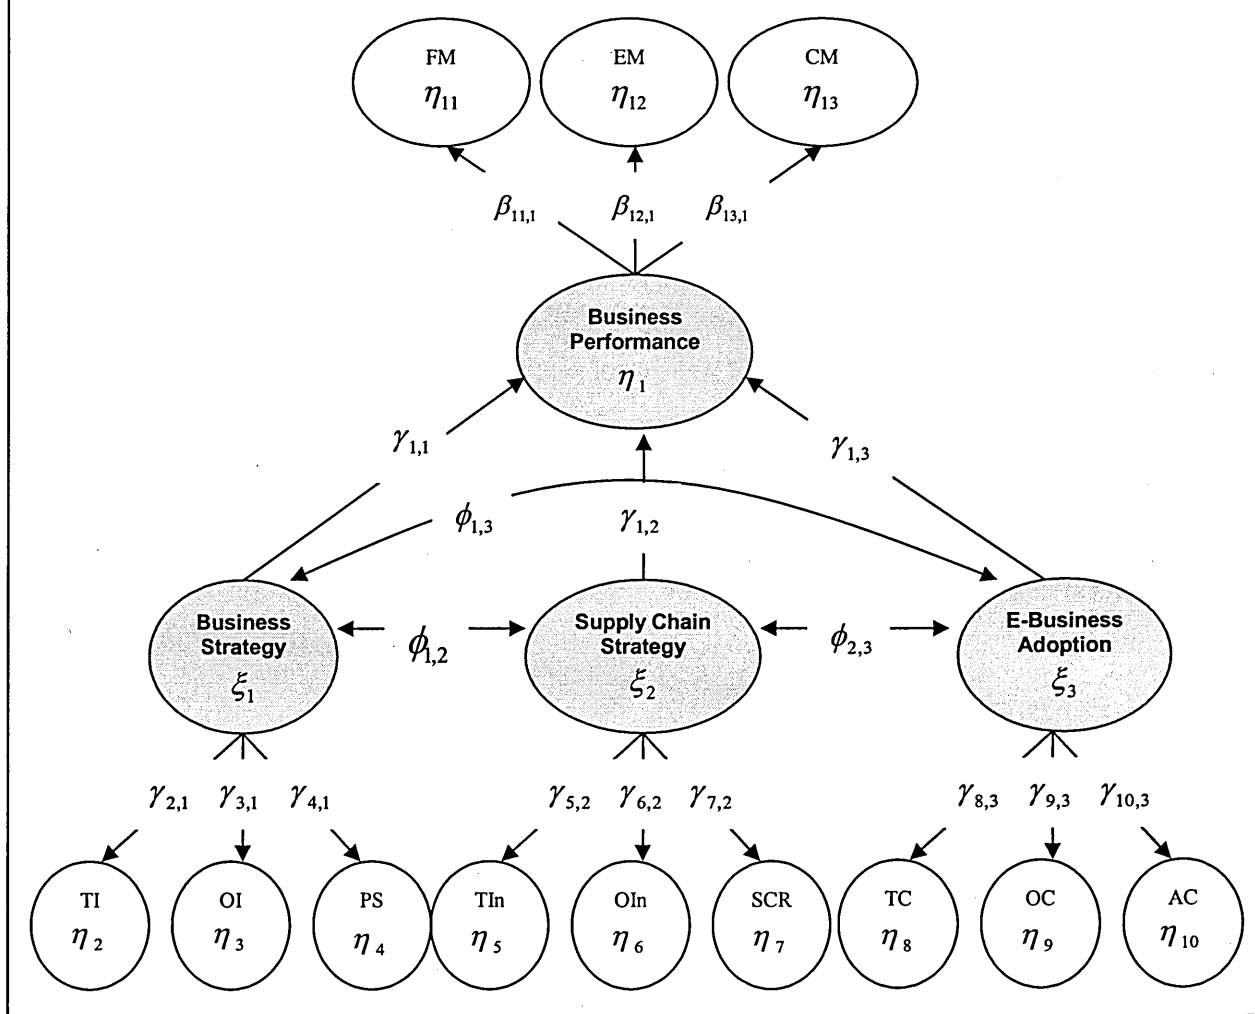 FM EM CM
η11 η12 η13
β11,1 β12,1 β13,1
Business
Performance
η1
γ1,1 γ1,3
ϕ1,3 γ1,2
Business
Strategy
ξ1
ϕ1,2
Supply Chain
Strategy
ξ2
ϕ2,3
E-Business
Adoption
ξ3
γ2,1 γ3,1 γ4,1 γ5,2 γ6,2 γ7,2 γ8,3 γ9,3 γ10,3
TI OI PS TIn OIn SCR TC OC AC
η2 η3 η4 η5 η6 η7 η8 η9 η10